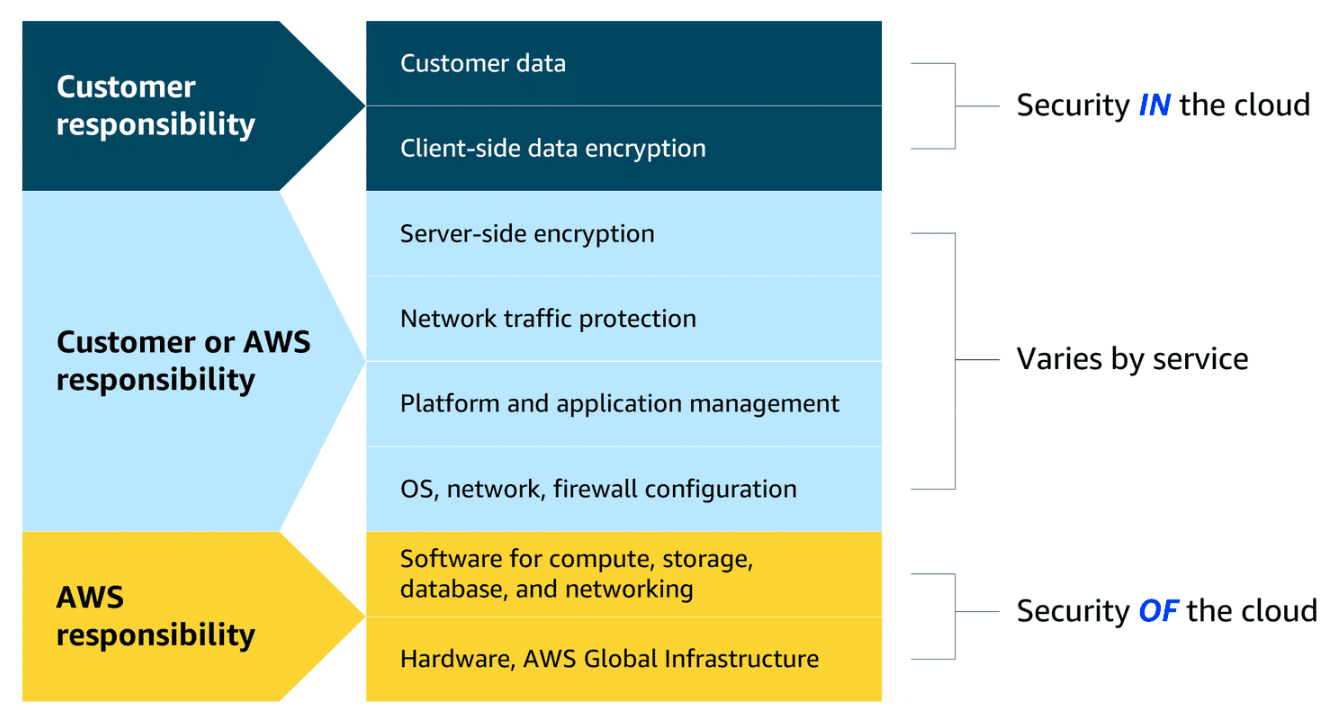 Customer
responsibility
Customer data
Client-side data encryption
Security IN the cloud
Customer or AWS
responsibility
Server-side encryption
Network traffic protection
Platform and application management
OS, network, firewall configuration
Varies by service
AWS
responsibility
Software for compute, storage,
database, and networking
Hardware, AWS Global Infrastructure
Security OF the cloud